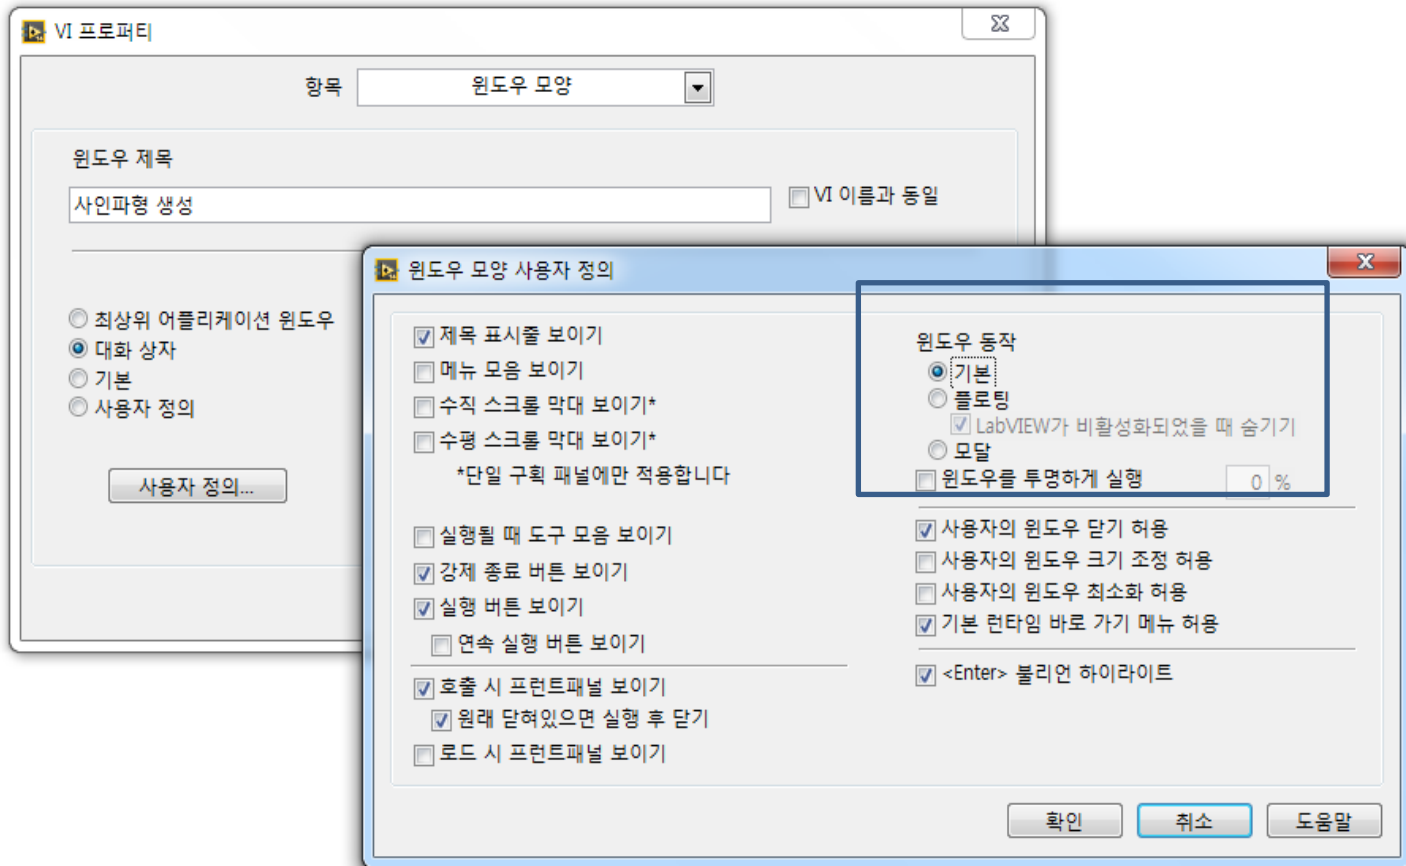 VI 프로퍼티
항목
윈도우 모양
윈도우 제목
사인파형 생성
VI 이름과 동일
최상위 어플리케이션 윈도우
대화 상자
기본
사용자 정의
사용자 정의...
윈도우 모양 사용자 정의
제목 표시줄 보이기
메뉴 모음 보이기
수직 스크롤 막대 보이기*
수평 스크롤 막대 보이기*
*단일 구획 패널에만 적용합니다
실행될 때 도구 모음 보이기
강제 종료 버튼 보이기
실행 버튼 보이기
연속 실행 버튼 보이기
호출 시 프런트패널 보이기
원래 닫혀있으면 실행 후 닫기
로드 시 프런트패널 보이기
윈도우 동작
기본
플로팅
LabVIEW가 비활성화되었을 때 숨기기
모달
윈도우를 투명하게 실행 0 %
사용자의 윈도우 닫기 허용
사용자의 윈도우 크기 조정 허용
사용자의 윈도우 최소화 허용
기본 런타임 바로 가기 메뉴 허용
<Enter> 불리언 하이라이트
확인
취소
도움말